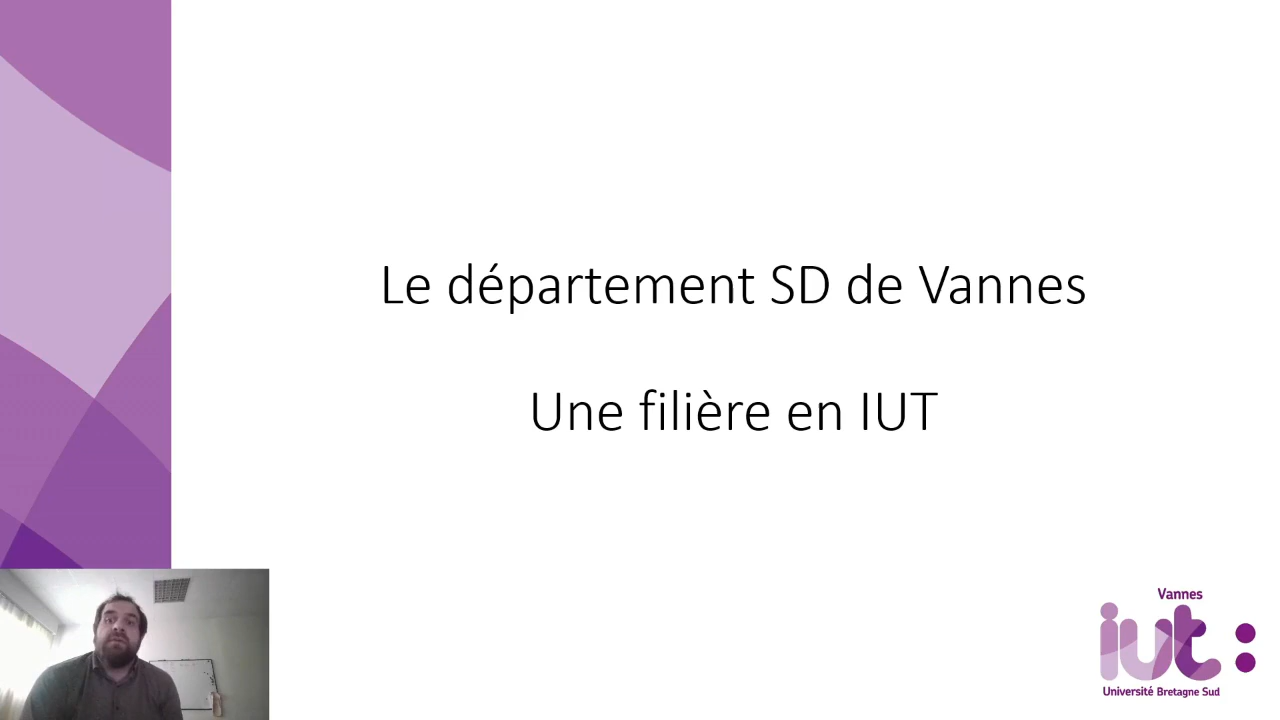 Le département SD de Vannes
Une filière en IUT
Vannes
iut:
Université Bretagne Sud